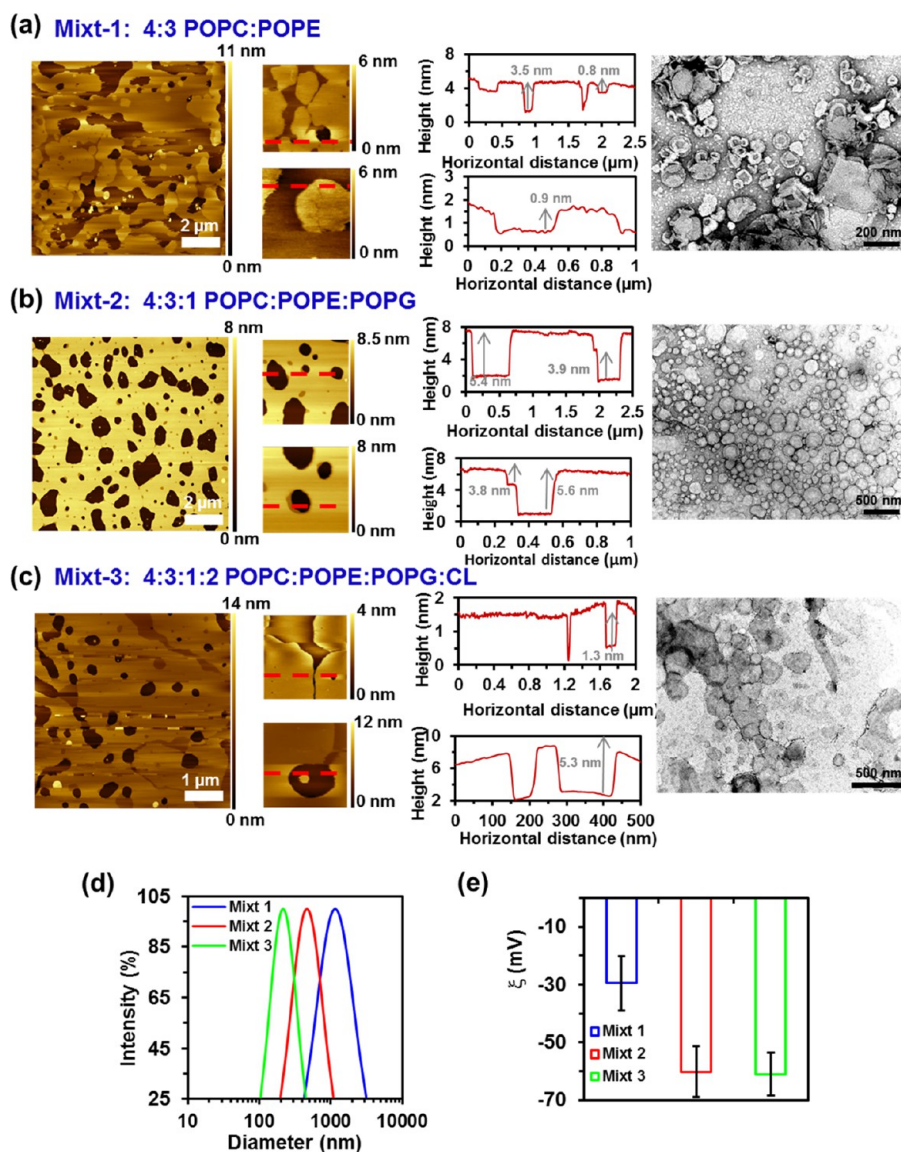 (a) Mixt-1: 4:3 POPC:POPE
11 nm
6 nm
0 nm
6 nm
0 nm
2 µm
0 nm
8
6
4
2
0
Height (nm)
3.5 nm
0.8 nm
0 0.5 1 1.5 2 2.5
Horizontal distance (µm)
3
2
1
0
Height (nm)
0.9 nm
0 0.2 0.4 0.6 0.8 1
Horizontal distance (µm)
200 nm
(b) Mixt-2: 4:3:1 POPC:POPE:POPG
8 nm
8.5 nm
0 nm
8 nm
0 nm
2 µm
0 nm
8
6
4
2
0
Height (nm)
5.4 nm
3.9 nm
0 0.5 1 1.5 2 2.5
Horizontal distance (µm)
8
6
4
2
0
Height (nm)
3.8 nm
5.6 nm
0 0.2 0.4 0.6 0.8 1
Horizontal distance (µm)
500 nm
(c) Mixt-3: 4:3:1:2 POPC:POPE:POPG:CL
14 nm
4 nm
0 nm
12 nm
0 nm
1 µm
0 nm
2
1
0
Height (nm)
1.3 nm
0 0.4 0.8 1.2 1.6 2
Horizontal distance (µm)
10
8
6
4
2
Height (nm)
5.3 nm
0 100 200 300 400 500
Horizontal distance (nm)
500 nm
(d)
105
85
65
45
25
Intensity (%)
Mixt 1
Mixt 2
Mixt 3
10 100 1000 10000
Diameter (nm)
(e)
-10
-30
-50
-70
ξ (mV)
Mixt 1
Mixt 2
Mixt 3